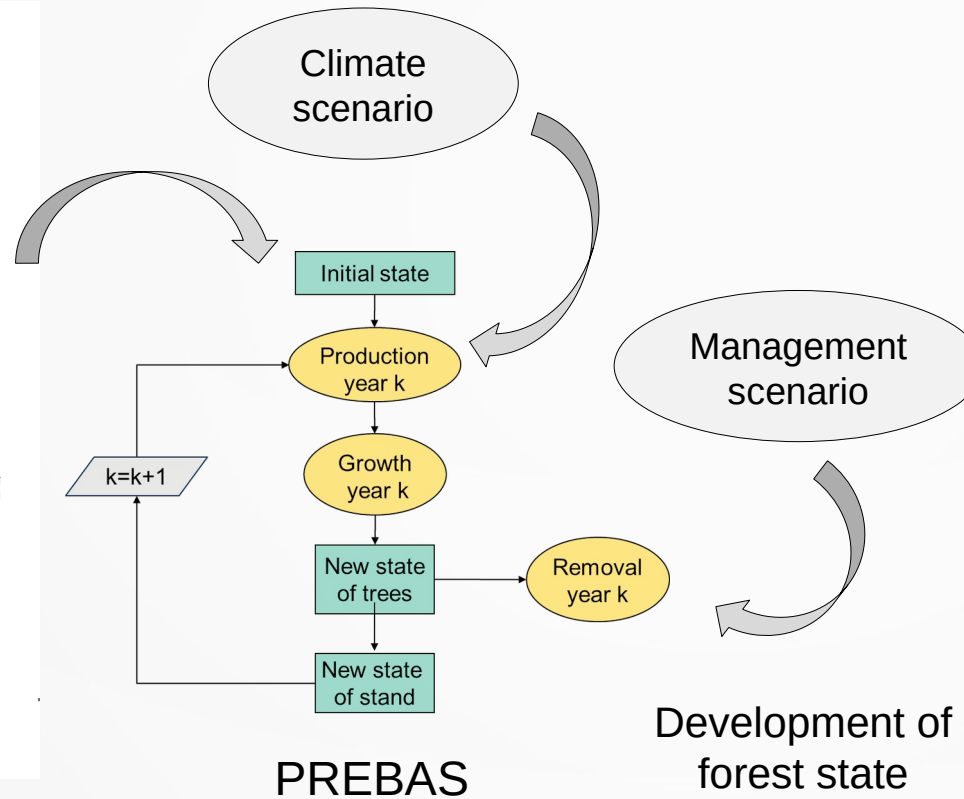 Climate
scenario
Initial state
Production
year k
Management
scenario
Growth
year k
k=k+1
New state
of trees
Removal
year k
New state
of stand
Development of
forest state
PREBAS